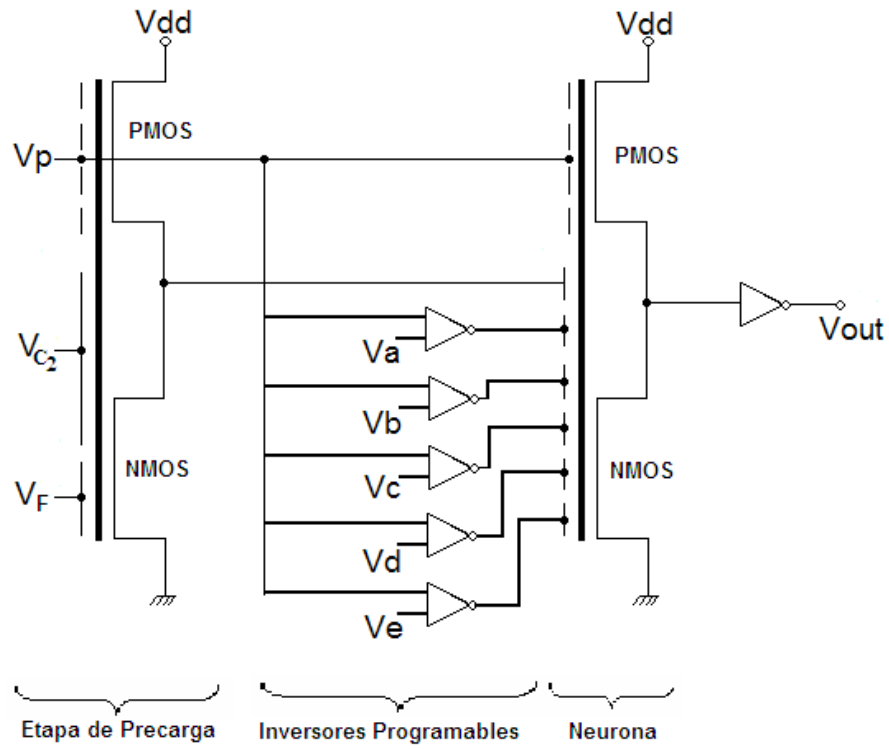 Vdd
Vdd
PMOS
PMOS
Vp
VC2
Va
Vout
Vb
NMOS
NMOS
Vc
VF
Vd
Ve
Etapa de Precarga
Inversores Programables
Neurona